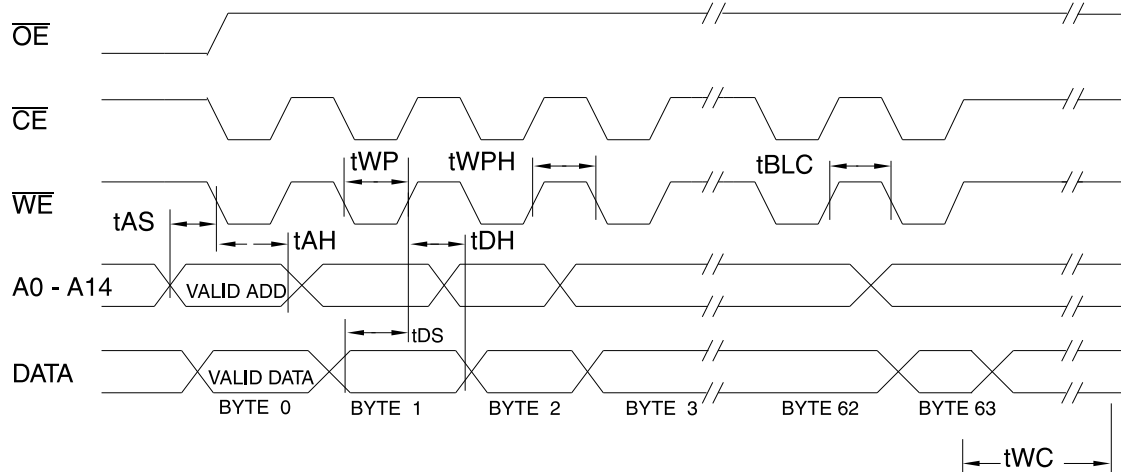 OE
CE
tWP tWPH tBLC
WE
tAS
tAH tDH
A0 - A14 VALID ADD
tDS
DATA VALID DATA
BYTE 0 BYTE 1 BYTE 2 BYTE 3 BYTE 62 BYTE 63
tWC